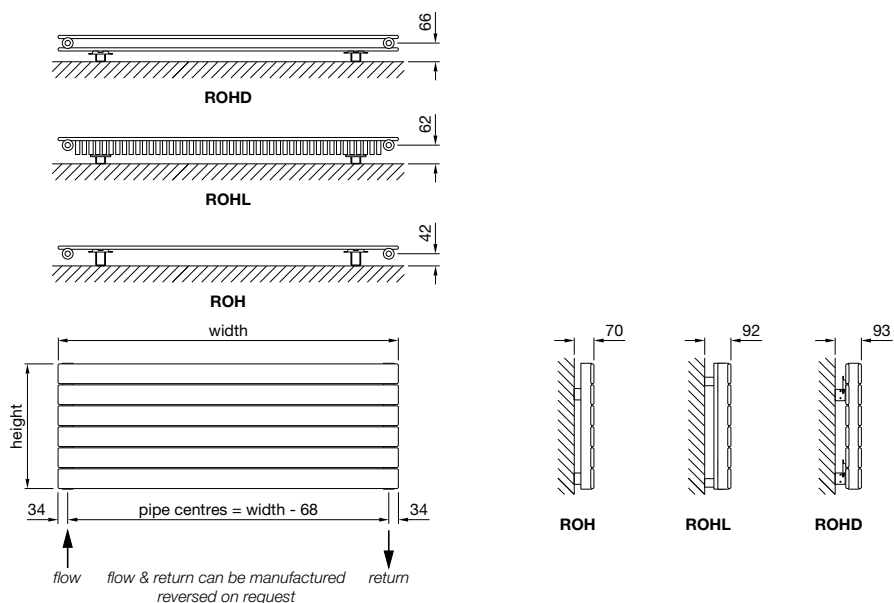 66
ROHD
62
ROHL
42
ROH
width
height
34
pipe centres = width - 68
34
flow
flow & return can be manufactured
reversed on request
return
70
92
93
ROH
ROHL
ROHD